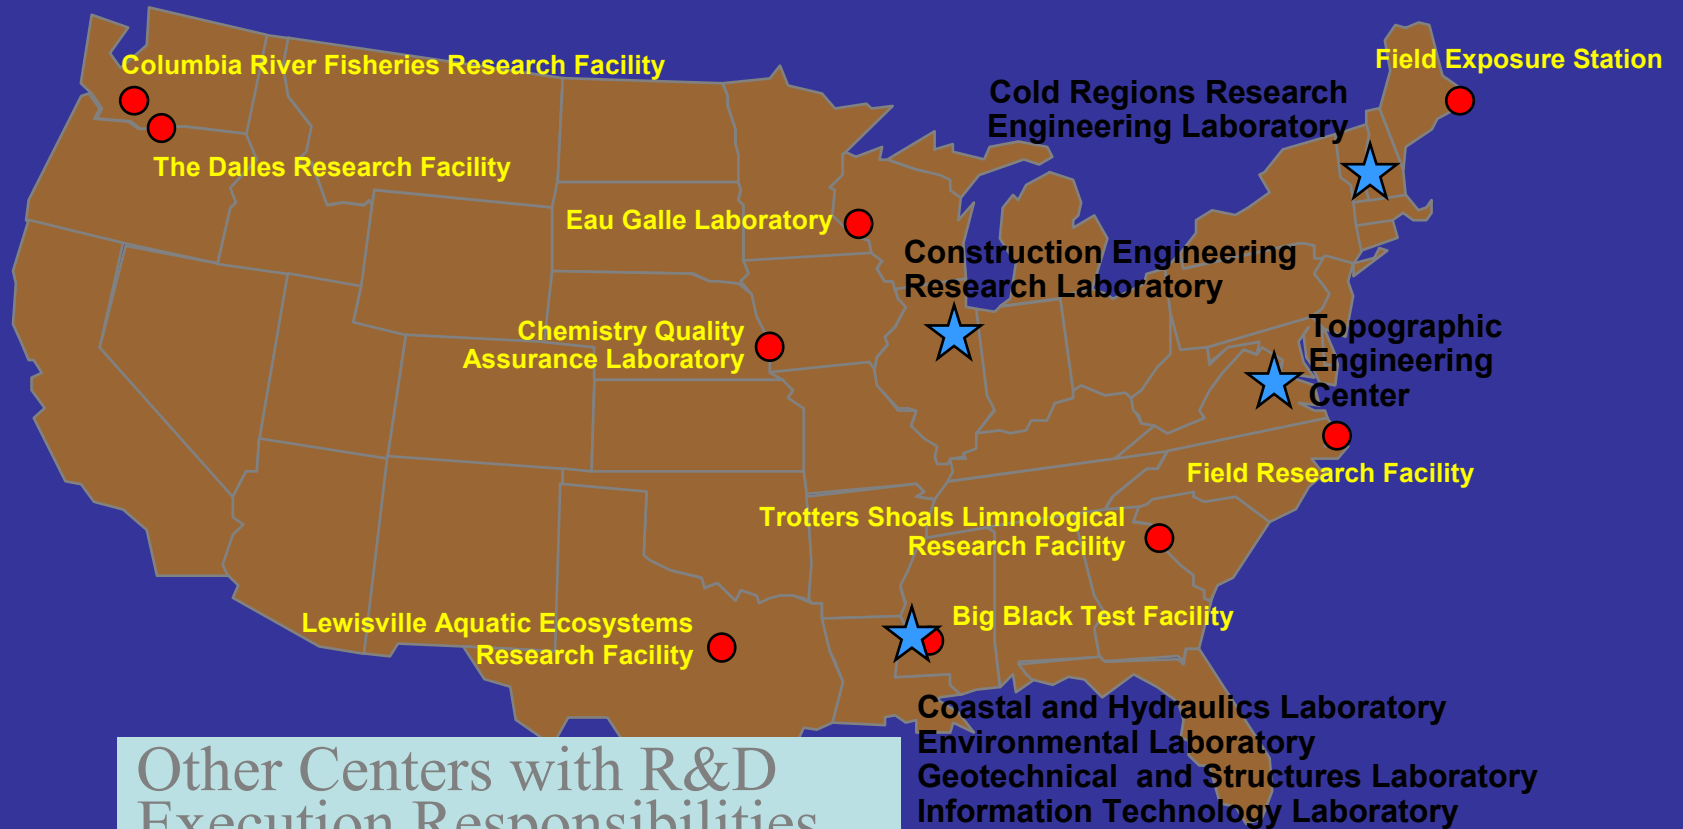 Columbia River Fisheries Research Facility
Field Exposure Station
Cold Regions Research
Engineering Laboratory
The Dalles Research Facility
Eau Galle Laboratory
Construction Engineering
Research Laboratory
Chemistry Quality
Assurance Laboratory
Topographic
Engineering
Center
Field Research Facility
Trotters Shoals Limnological
Research Facility
Lewisville Aquatic Ecosystems
Research Facility
Big Black Test Facility
Coastal and Hydraulics Laboratory
Environmental Laboratory
Geotechnical  and Structures Laboratory
Information Technology Laboratory
Other Centers with R&D
Execution Responsibilities